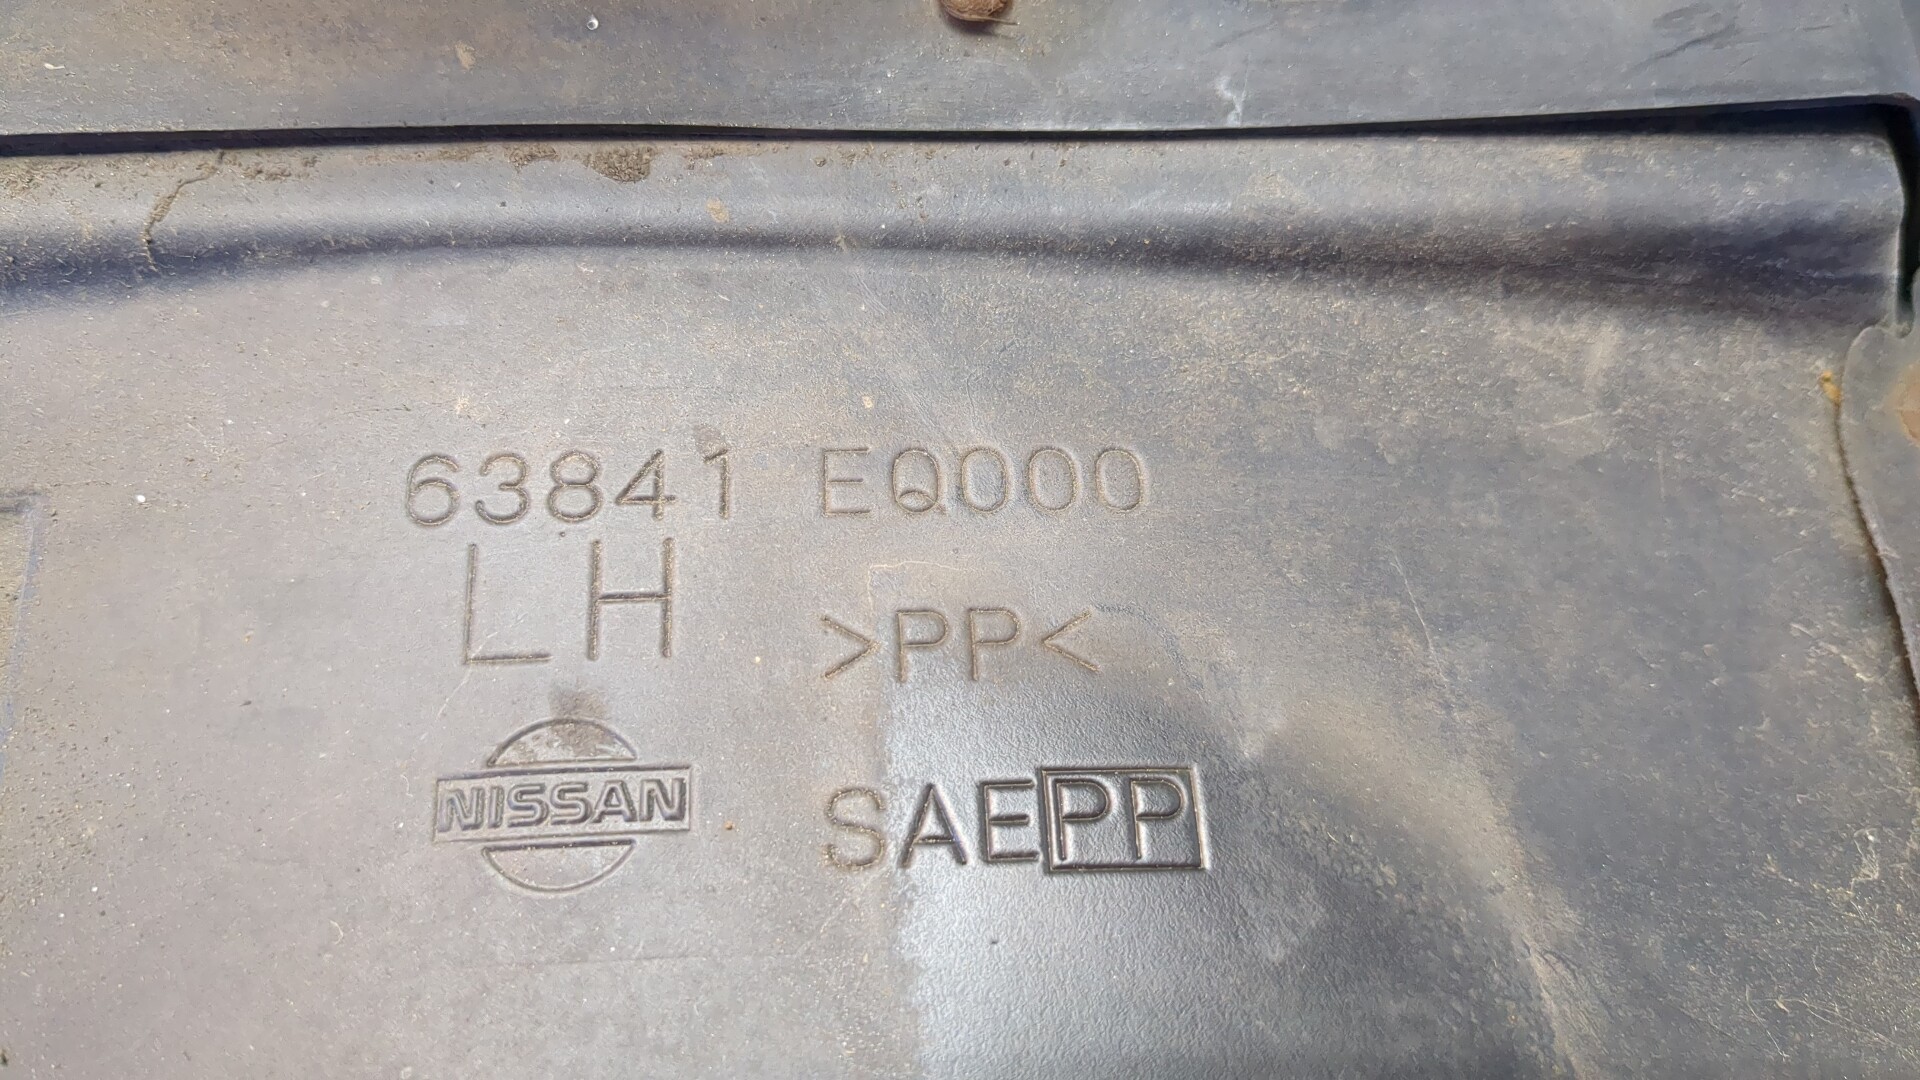 63841 EQ000
LH
>PP<
NISSAN
SAEPP